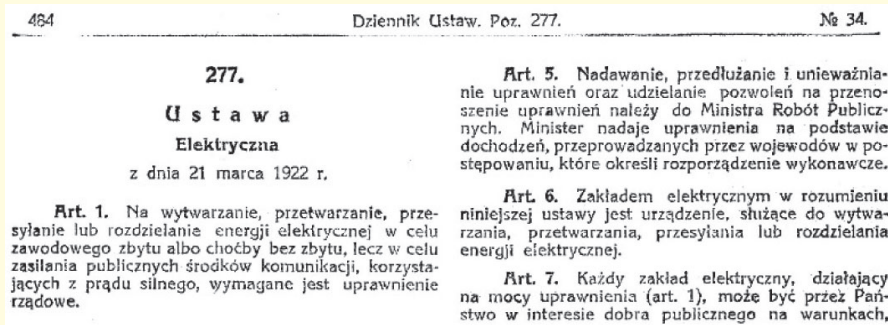 464 Dziennik Ustaw. Poz. 277. № 34.
277.
Ustawa
Elektryczna
z dnia 21 marca 1922 r.
Art. 1. Na wytwarzanie, przetwarzanie, prze-
syłanie lub rozdzielanie energji elektrycznej w celu
zawodowego zbytu albo choćby bez zbytu, lecz w celu
zasilania publicznych środków komunikacji, korzysta-
jących z prądu silnego, wymagane jest uprawnienie
rządowe.
Art. 5. Nadawanie, przedłużanie i unieważnia-
nie uprawnień oraz udzielanie pozwoleń na przeno-
szenie uprawnień należy do Ministra Robót Publicz-
nych. Minister nadaje uprawnienia na podstawie
dochodzeń, przeprowadzanych przez wojewodów w po-
stępowaniu, które określi rozporządzenie wykonawcze.
Art. 6. Zakładem elektrycznym w rozumieniu
niniejszej ustawy jest urządzenie, służące do wytwa-
rzania, przetwarzania, przesyłania lub rozdzielania
energji elektrycznej.
Art. 7. Każdy zakład elektryczny, działający
na mocy uprawnienia (art. 1), może być przez Pań-
stwo w interesie dobra publicznego na warunkach,